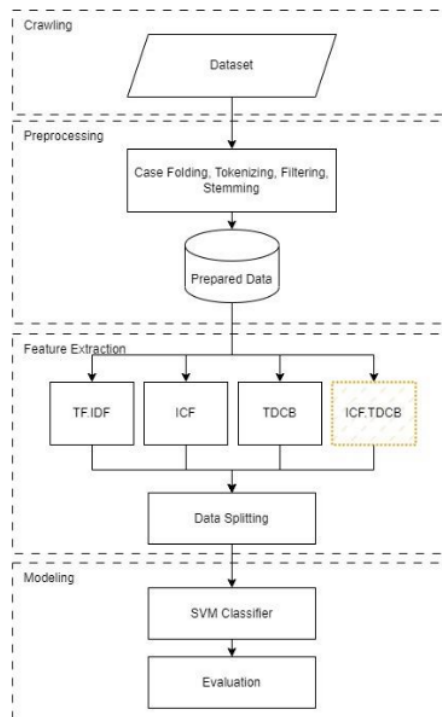 Crawling
Dataset
Preprocessing
Case Folding, Tokenizing, Filtering,
Stemming
Prepared Data
Feature Extraction
TF.IDF
ICF
TDCB
ICF.TDCB
Data Splitting
Modeling
SVM Classifier
Evaluation